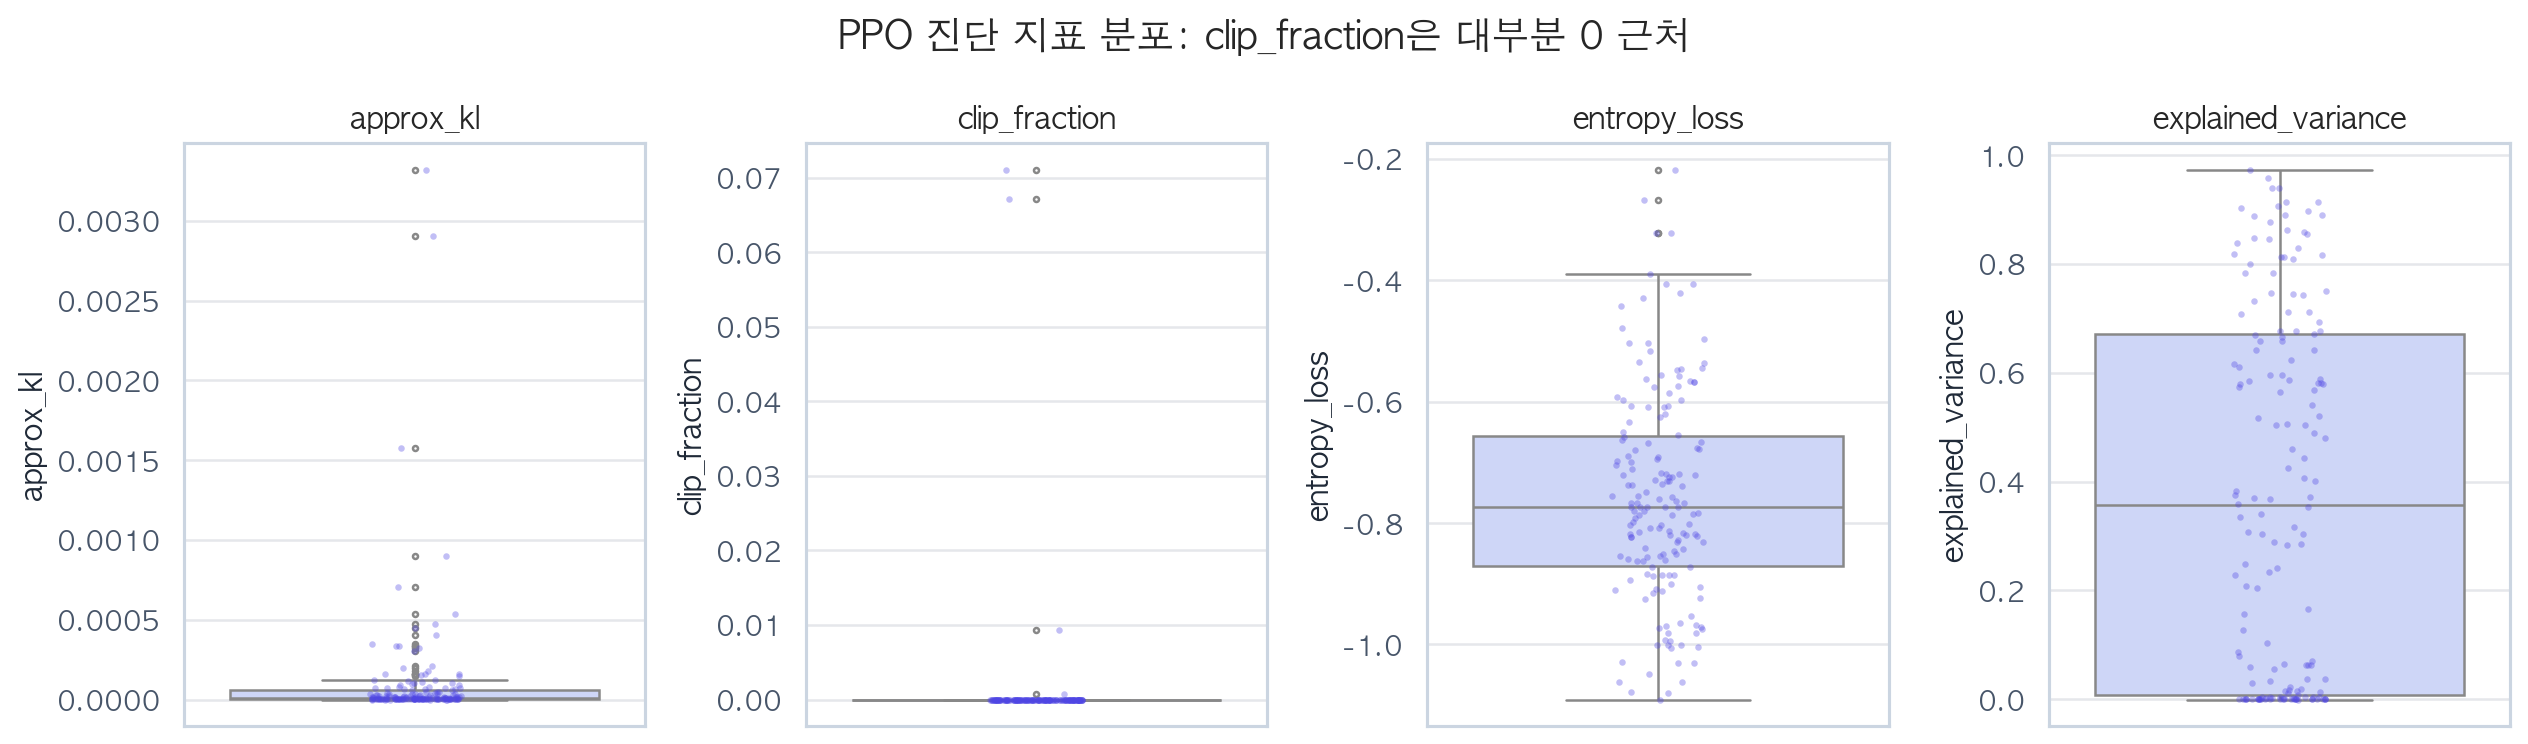 PPO 진단 지표 분포: clip_fraction은 대부분 0 근처
approx_kl
approx_kl
0.0030
0.0025
0.0020
0.0015
0.0010
0.0005
0.0000
clip_fraction
clip_fraction
0.07
0.06
0.05
0.04
0.03
0.02
0.01
0.00
entropy_loss
entropy_loss
-0.2
-0.4
-0.6
-0.8
-1.0
explained_variance
explained_variance
1.0
0.8
0.6
0.4
0.2
0.0